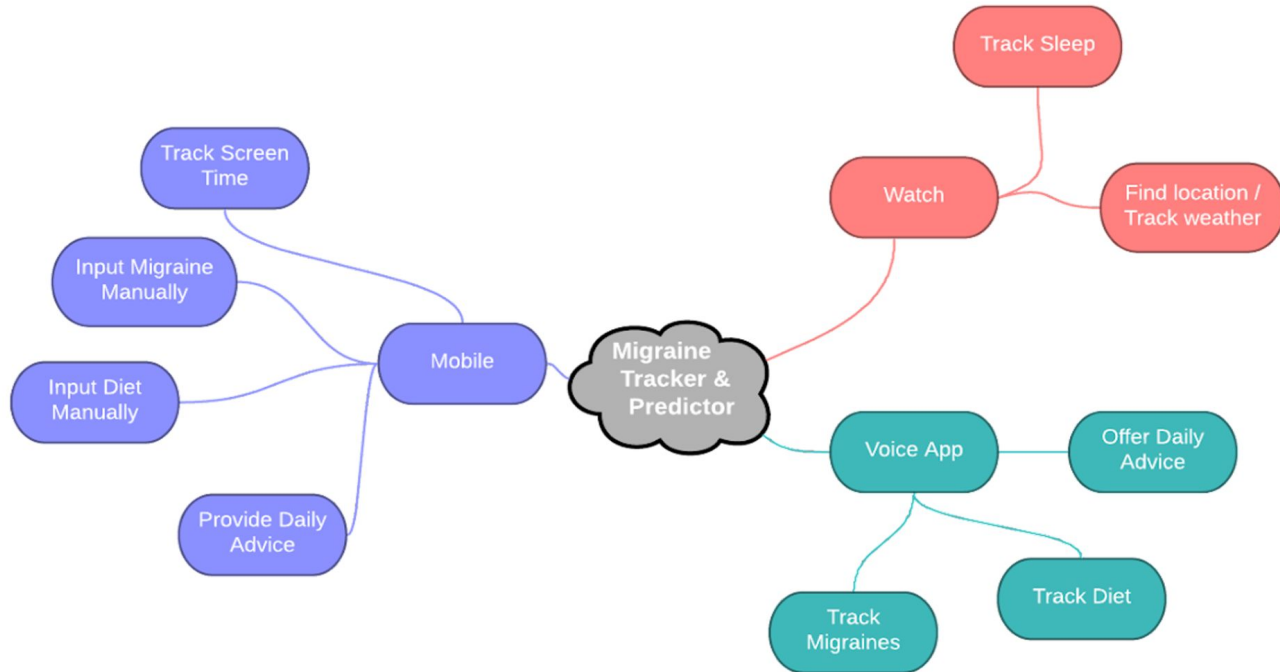 Track Sleep
Track Screen
Time
Watch
Find location /
Track weather
Input Migraine
Manually
Mobile
Migraine
Tracker &
Predictor
Input Diet
Manually
Voice App
Offer Daily
Advice
Provide Daily
Advice
Track Diet
Track
Migraines